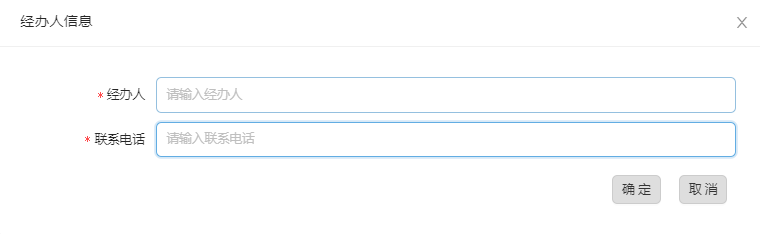 经办人信息
* 经办人 请输入经办人
* 联系电话 请输入联系电话
确 定 取 消